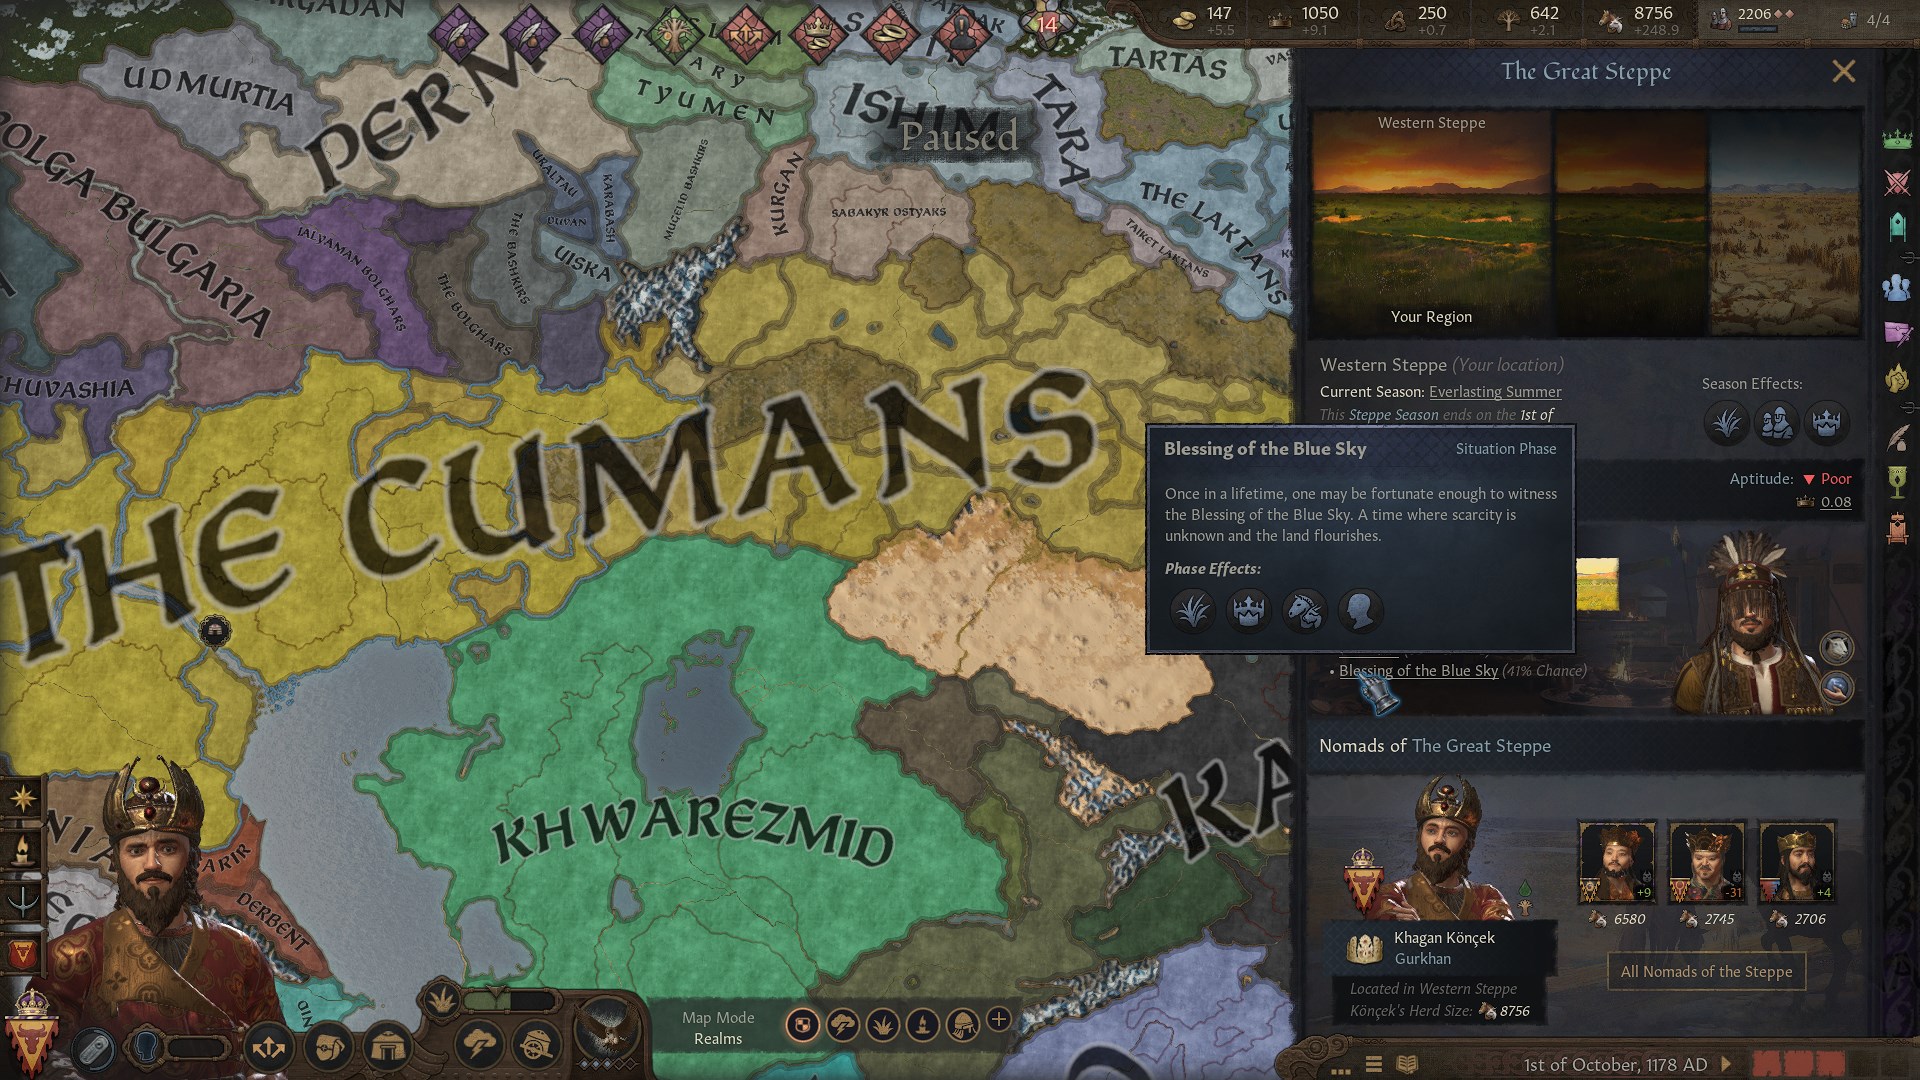 147
+5.5
1050
+9.1
250
+0.7
642
+2.1
8756
+248.9
2206
4/4
14
Paused
UDMURTIA
PERM
TYUMEN
ISHIM
TARA
TARTAS
VOLGA-BULGARIA
JALYAMAN BOLGHARS
THE BOLGHARS
THE BASHKIRS
URALTAU
DUVAN
KARABASH
UISKA
MUGELID BASHKIRS
KURGAN
SABAKYR OSTYAKS
THE LAKTANS
TAIKET LAKTANS
CHUVASHIA
THE CUMANS
KHWAREZMID
DERBENT
The Great Steppe
Western Steppe
Your Region
Western Steppe (Your location)
Current Season: Everlasting Summer
This Steppe Season ends on the 1st of
Season Effects:
Aptitude: Poor
0.08
Blessing of the Blue Sky
Situation Phase
Once in a lifetime, one may be fortunate enough to witness
the Blessing of the Blue Sky. A time where scarcity is
unknown and the land flourishes.
Phase Effects:
• Blessing of the Blue Sky (41% Chance)
Nomads of The Great Steppe
+9
-31
+4
6580
2745
2706
Khagan Könçek
Gurkhan
Located in Western Steppe
Könçek's Herd Size: 8756
All Nomads of the Steppe
Map Mode
Realms
1st of October, 1178 AD